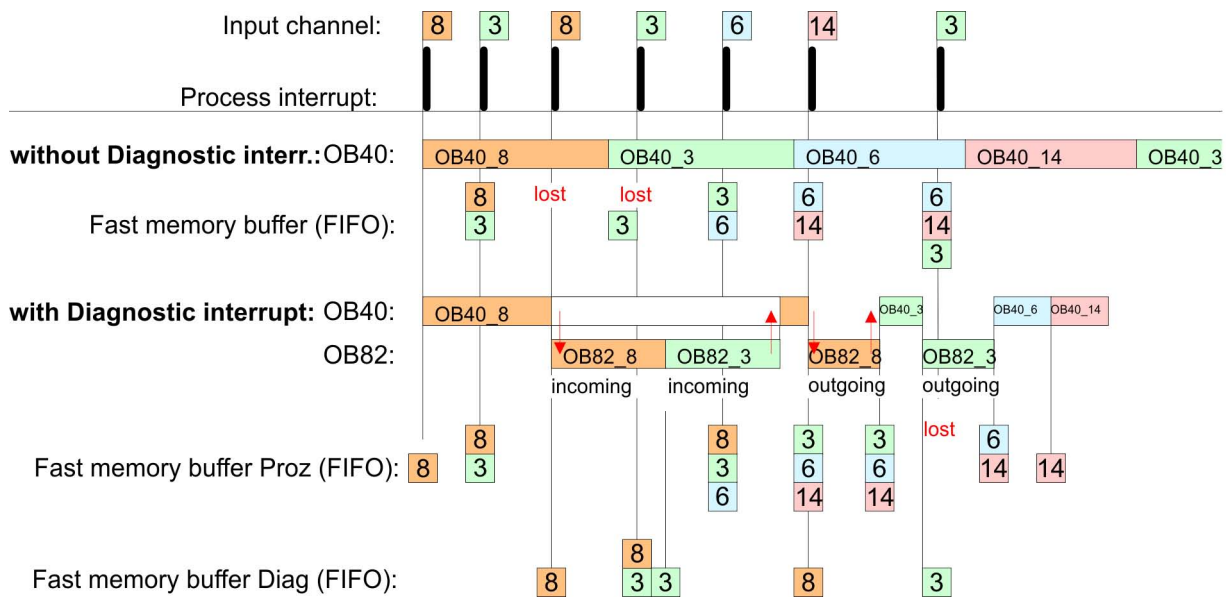 Input channel: 8 3 8 3 6 14 3
Process interrupt:
without Diagnostic interr.: OB40: OB40_8 OB40_3 OB40_6 OB40_14 OB40_3
8 lost lost 3 6 6
Fast memory buffer (FIFO): 3 3 6 14 14
3
with Diagnostic interrupt: OB40: OB40_8 OB40_3 OB40_6 OB40_14
OB82: OB82_8 OB82_3 OB82_8 OB82_3
incoming incoming outgoing outgoing
8 8 3 3 lost 6
Fast memory buffer Proz (FIFO): 8 3 3 6 6 14 14
6 14 14
8
Fast memory buffer Diag (FIFO): 8 3 3 8 3